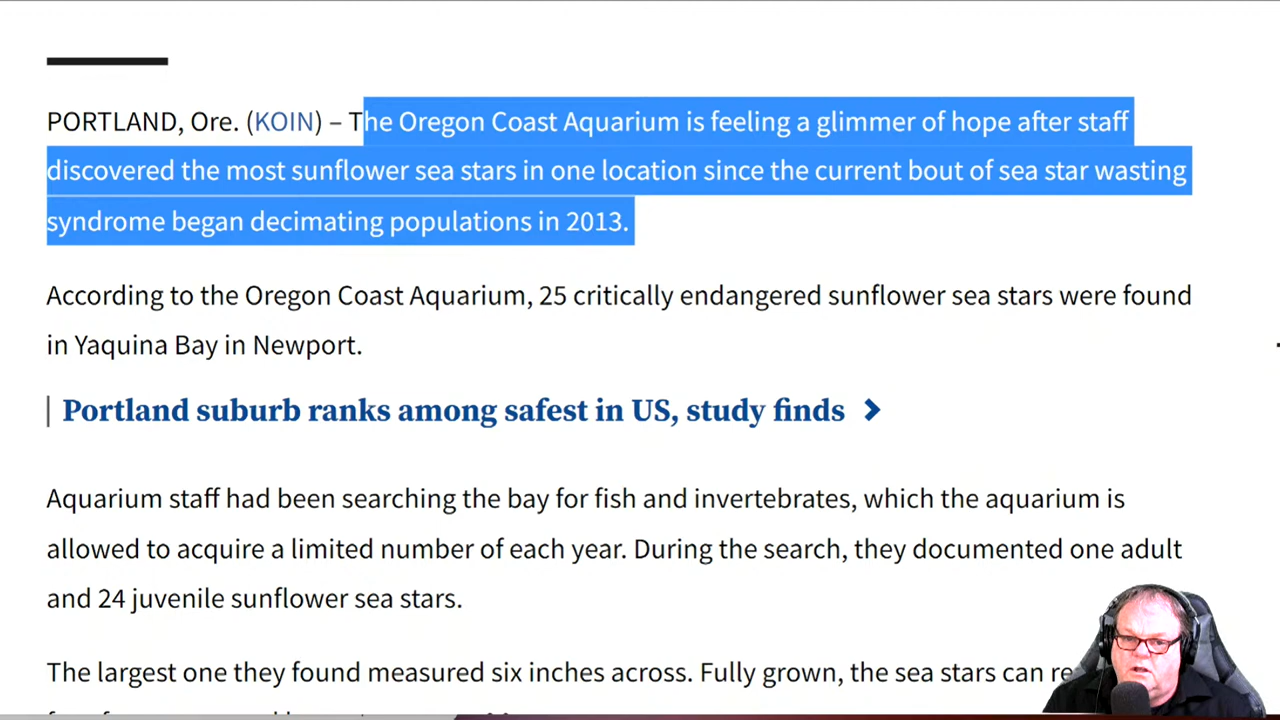 PORTLAND, Ore. (KOIN) – The Oregon Coast Aquarium is feeling a glimmer of hope after staff
discovered the most sunflower sea stars in one location since the current bout of sea star wasting
syndrome began decimating populations in 2013.
According to the Oregon Coast Aquarium, 25 critically endangered sunflower sea stars were found
in Yaquina Bay in Newport.
Portland suburb ranks among safest in US, study finds
Aquarium staff had been searching the bay for fish and invertebrates, which the aquarium is
allowed to acquire a limited number of each year. During the search, they documented one adult
and 24 juvenile sunflower sea stars.
The largest one they found measured six inches across. Fully grown, the sea stars can